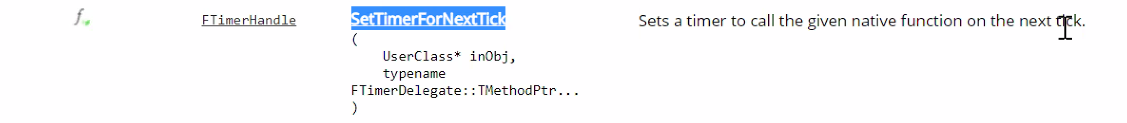 FTimerHandle SetTimerForNextTick Sets a timer to call the given native function on the next tick.
(
UserClass* inObj,
typename
FTimerDelegate::TMethodPtr...
)